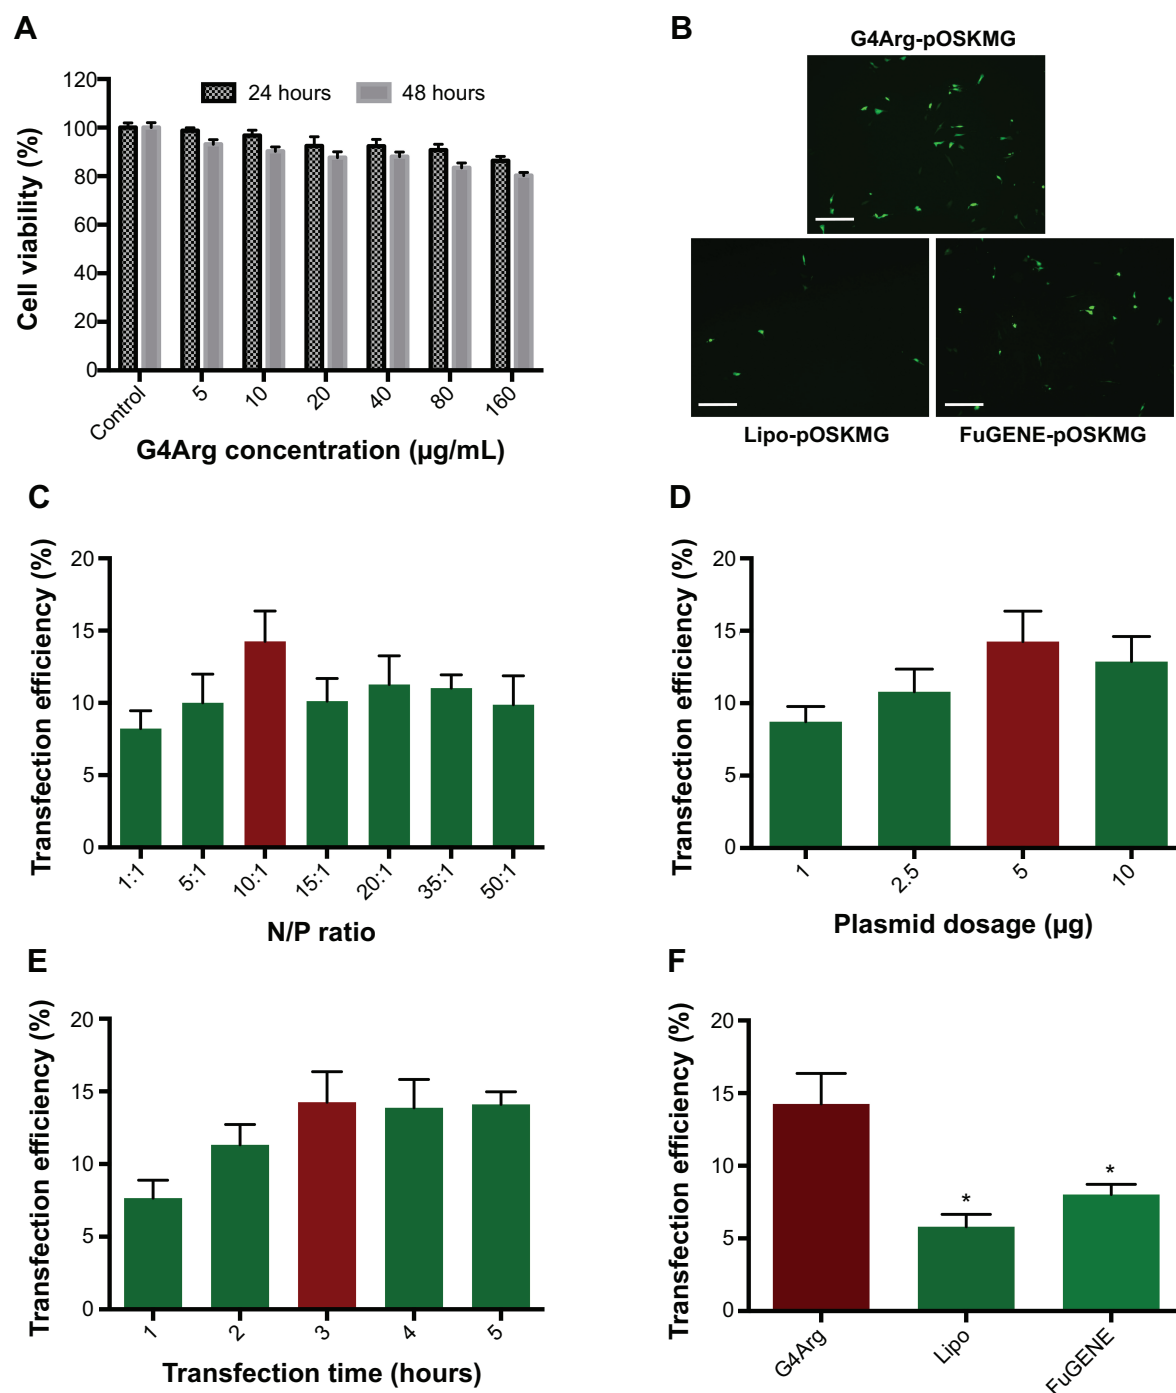 A
Cell viability (%)
120
100
80
60
40
20
0
24 hours
48 hours
Control
5
10
20
40
80
160
G4Arg concentration (µg/mL)
B
G4Arg-pOSKMG
Lipo-pOSKMG
FuGENE-pOSKMG
C
Transfection efficiency (%)
20
15
10
5
0
1:1
5:1
10:1
15:1
20:1
35:1
50:1
N/P ratio
D
Transfection efficiency (%)
20
15
10
5
0
1
2.5
5
10
Plasmid dosage (µg)
E
Transfection efficiency (%)
20
15
10
5
0
1
2
3
4
5
Transfection time (hours)
F
Transfection efficiency (%)
20
15
10
5
0
*
*
G4Arg
Lipo
FuGENE